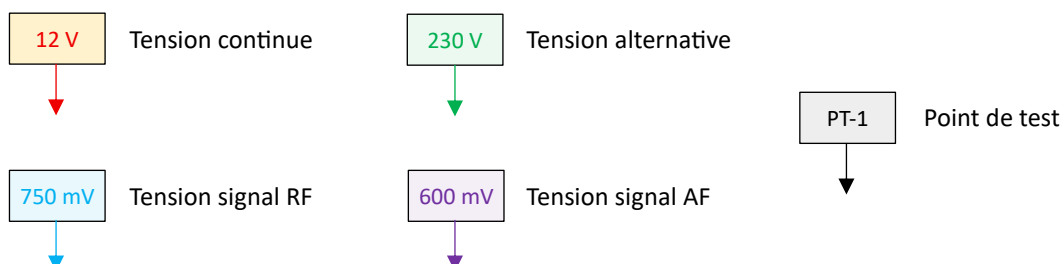 12 V Tension continue
230 V Tension alternative
PT-1 Point de test
750 mV Tension signal RF
600 mV Tension signal AF